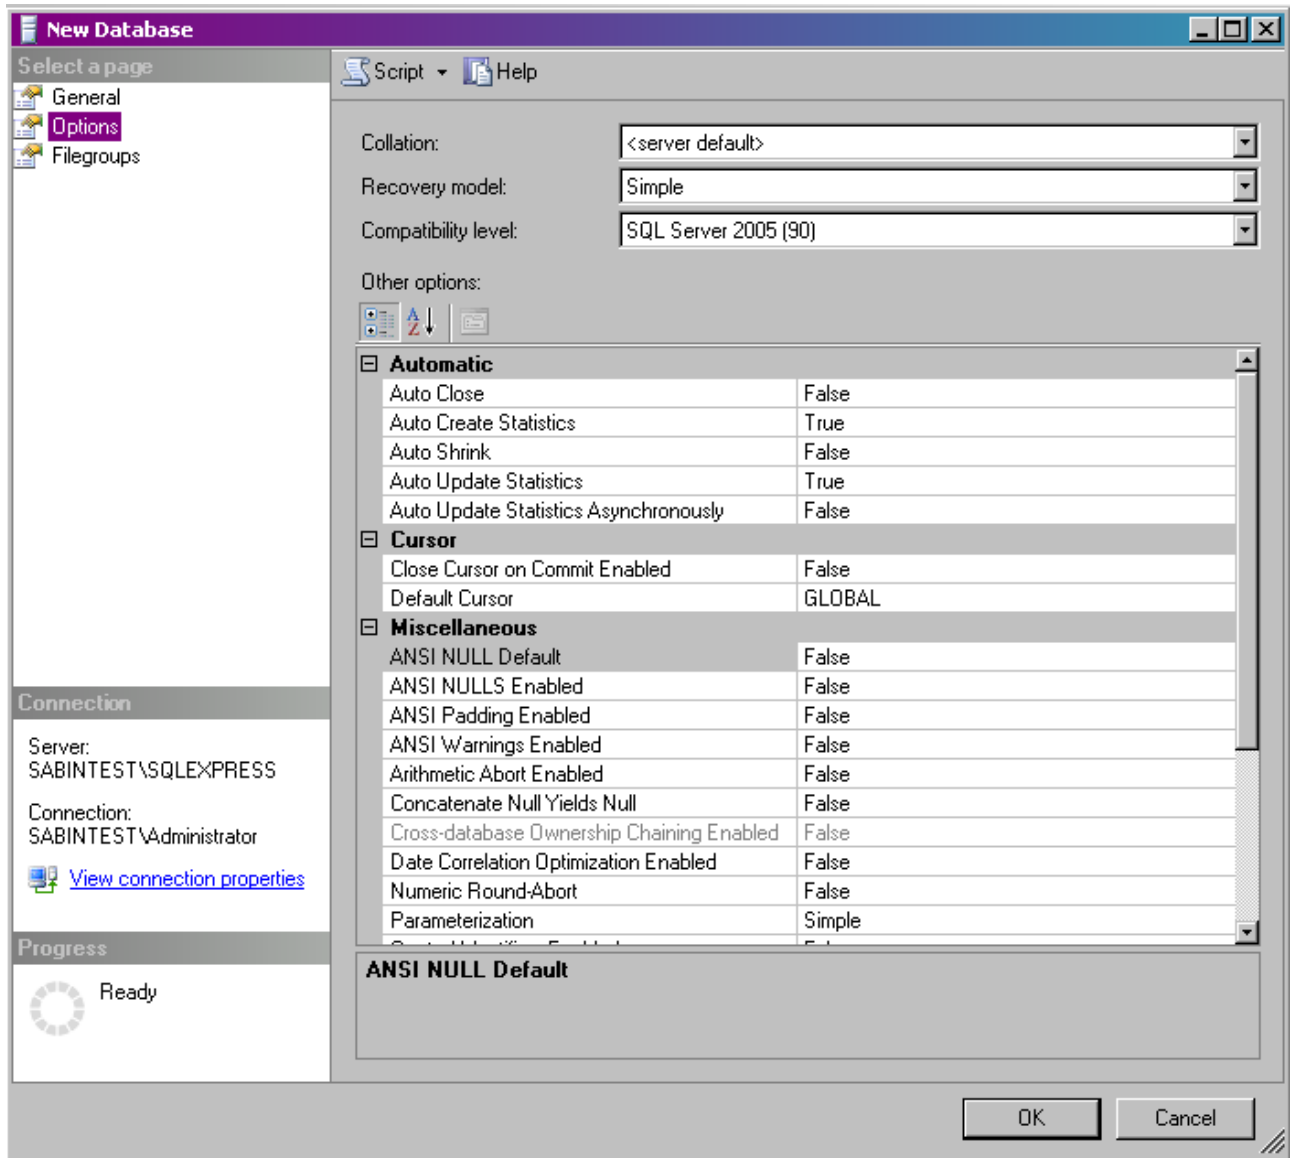 New Database
Select a page
General
Options
Filegroups
Script Help
Collation: <server default>
Recovery model: Simple
Compatibility level: SQL Server 2005 (90)
Other options:
Automatic
Auto Close False
Auto Create Statistics True
Auto Shrink False
Auto Update Statistics True
Auto Update Statistics Asynchronously False
Cursor
Close Cursor on Commit Enabled False
Default Cursor GLOBAL
Miscellaneous
ANSI NULL Default False
ANSI NULLS Enabled False
ANSI Padding Enabled False
ANSI Warnings Enabled False
Arithmetic Abort Enabled False
Concatenate Null Yields Null False
Cross-database Ownership Chaining Enabled False
Date Correlation Optimization Enabled False
Numeric Round-Abort False
Parameterization Simple
ANSI NULL Default
Connection
Server:
SABINTEST\SQLEXPRESS
Connection:
SABINTEST\Administrator
View connection properties
Progress
Ready
OK Cancel